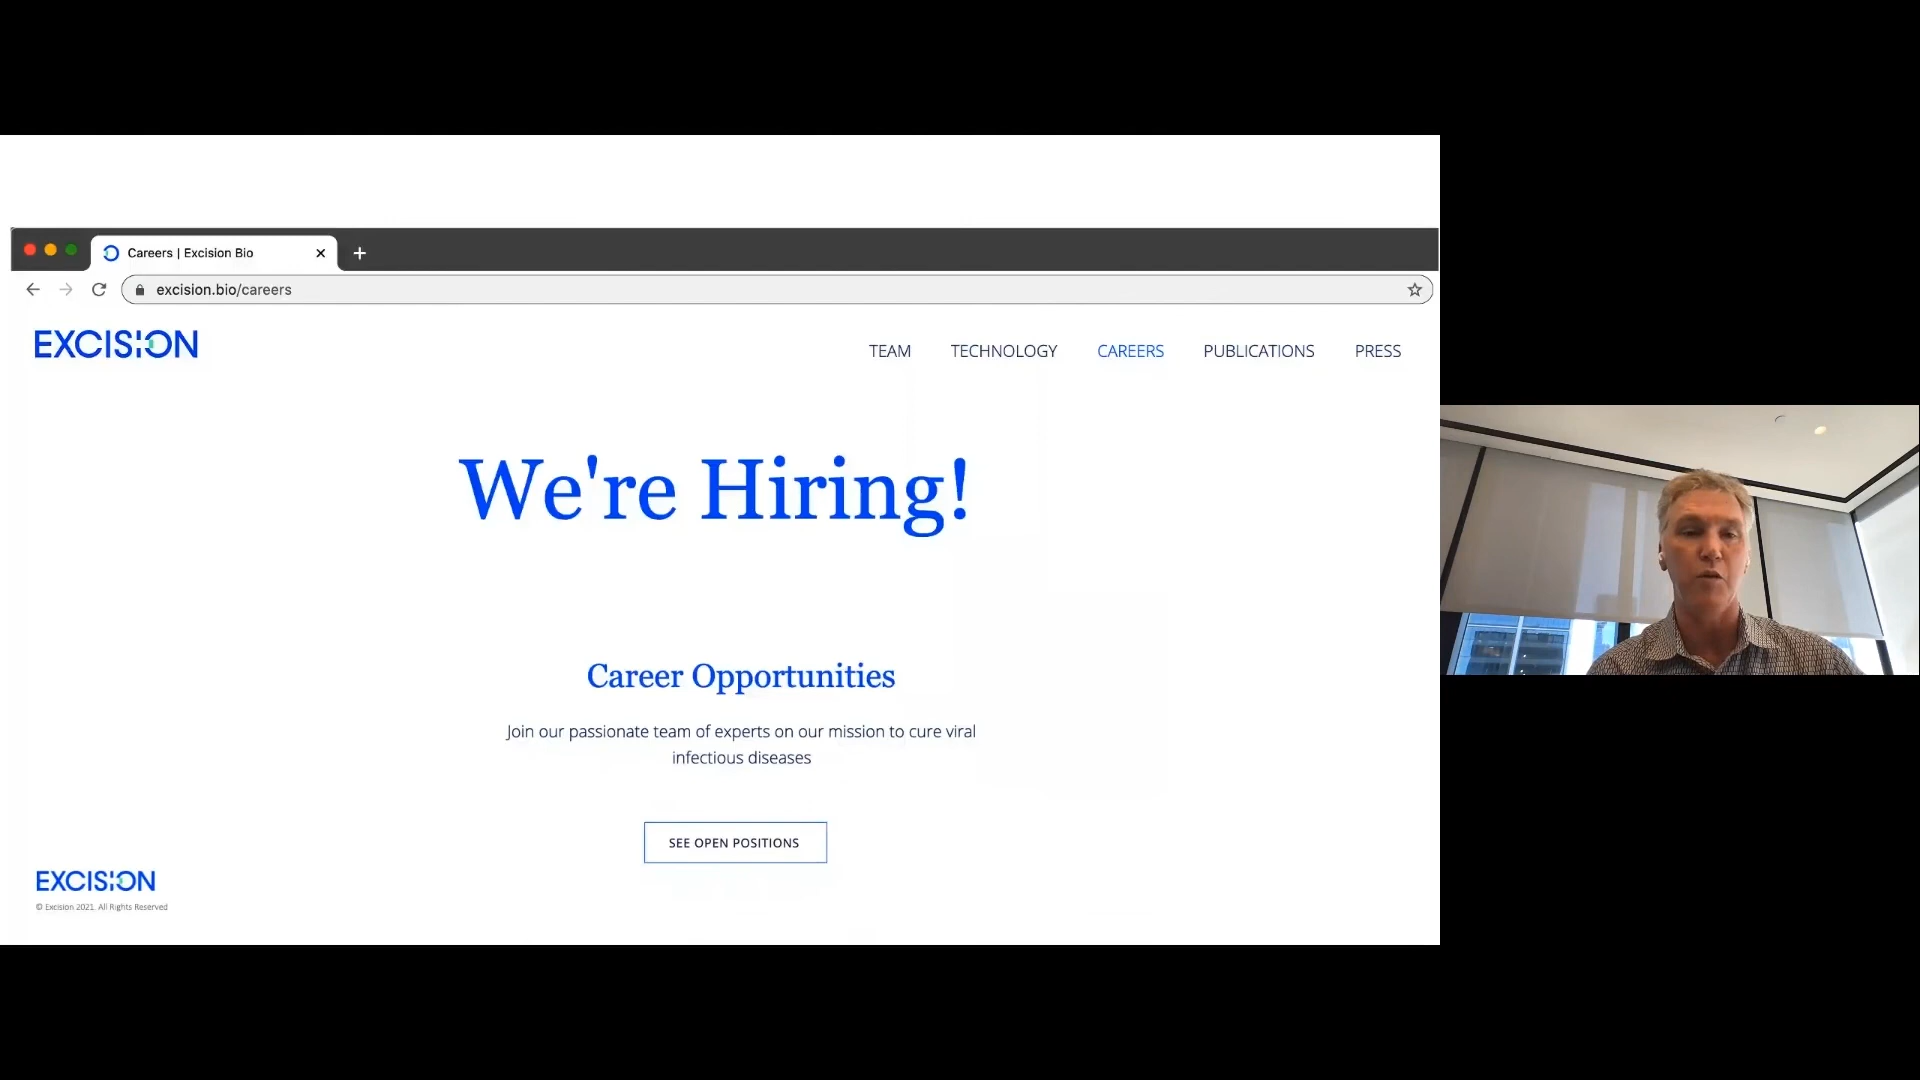 Careers | Excision Bio
excision.bio/careers
EXCISION
TEAM TECHNOLOGY CAREERS PUBLICATIONS PRESS
We're Hiring!
Career Opportunities
Join our passionate team of experts on our mission to cure viral
infectious diseases
SEE OPEN POSITIONS
EXCISION
© Excision 2021. All Rights Reserved